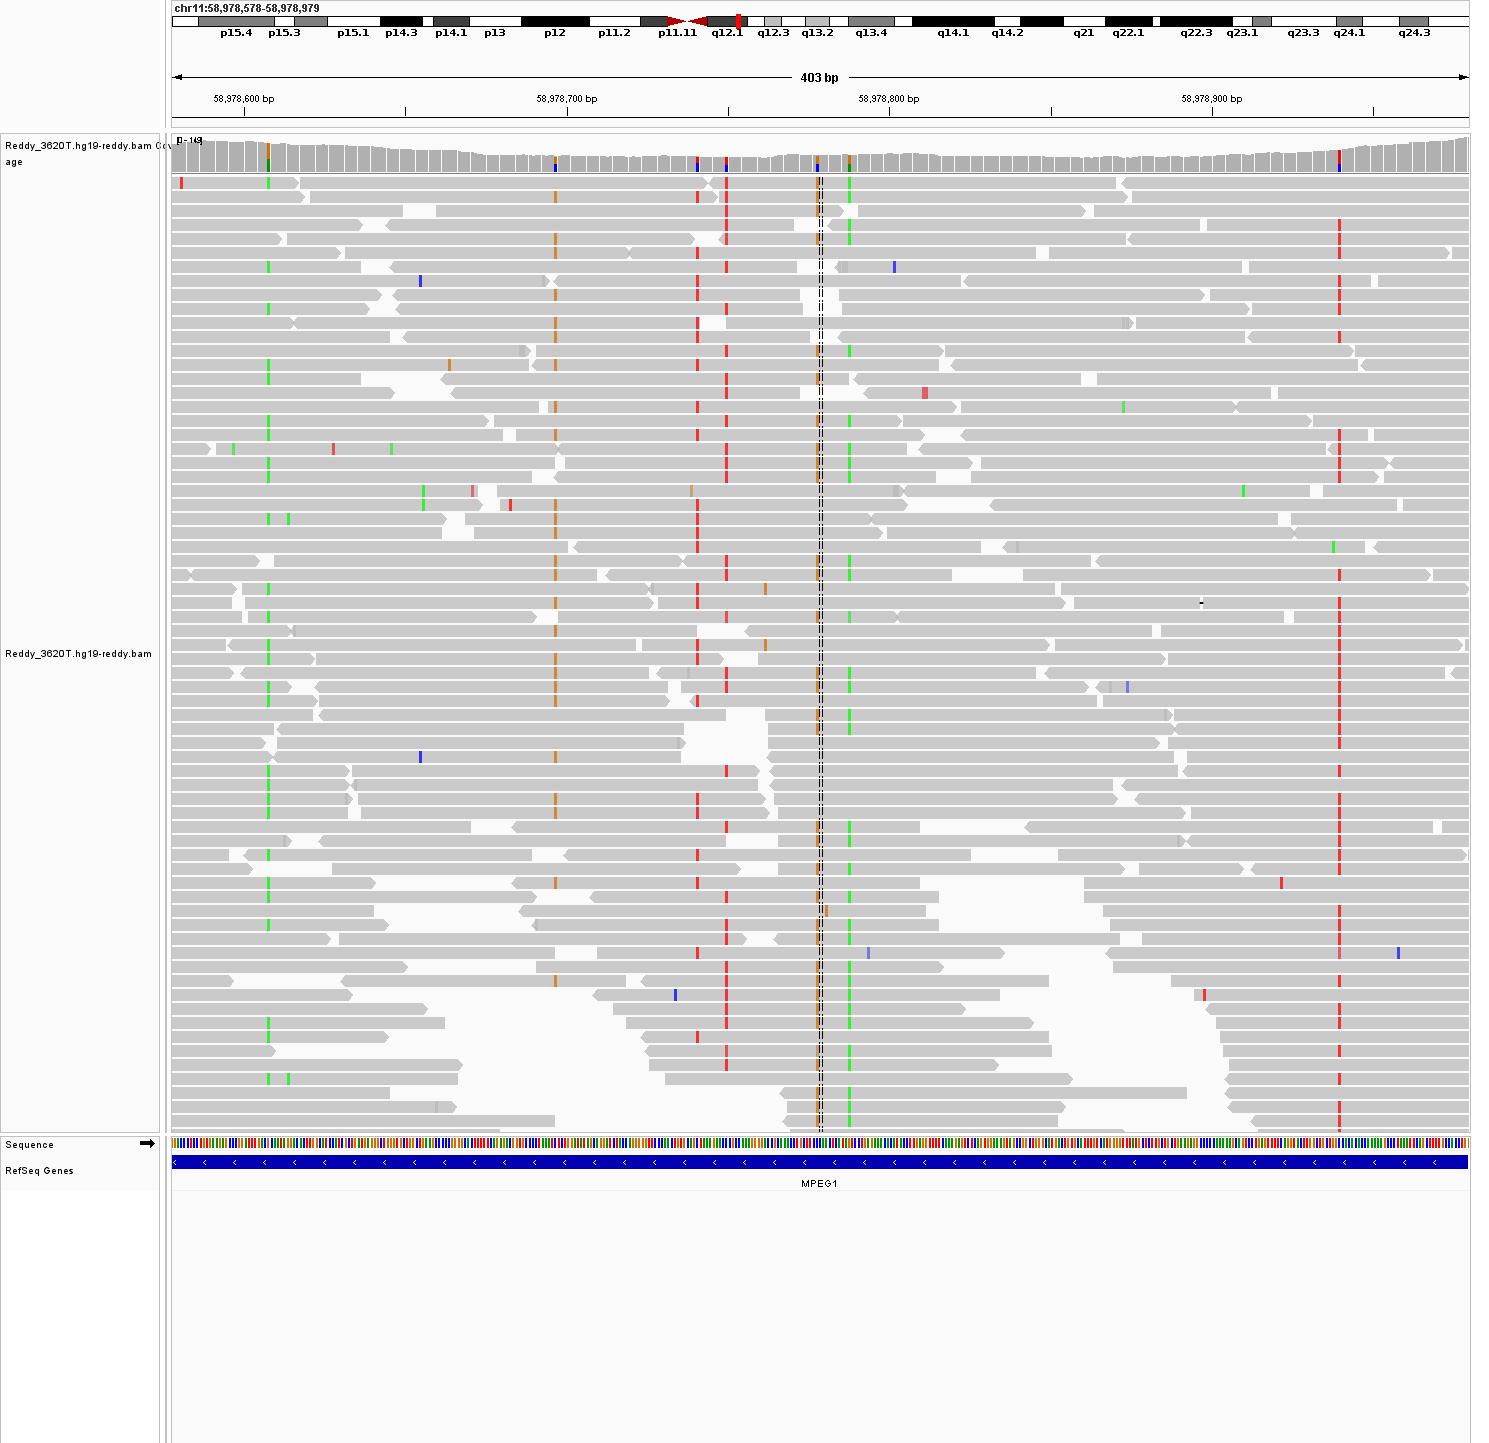 chr11:58,978,578-58,978,979
p15.4 p15.3 p15.1 p14.3 p14.1 p13 p12 p11.2 p11.11 q12.1 q12.3 q13.2 q13.4 q14.1 q14.2 q21 q22.1 q22.3 q23.1 q23.3 q24.1 q24.3
403 bp
58,978,600 bp 58,978,700 bp 58,978,800 bp 58,978,900 bp
Reddy_3620T.hg19-reddy.bam Cov
age
Reddy_3620T.hg19-reddy.bam
Sequence
RefSeq Genes
MPEG1